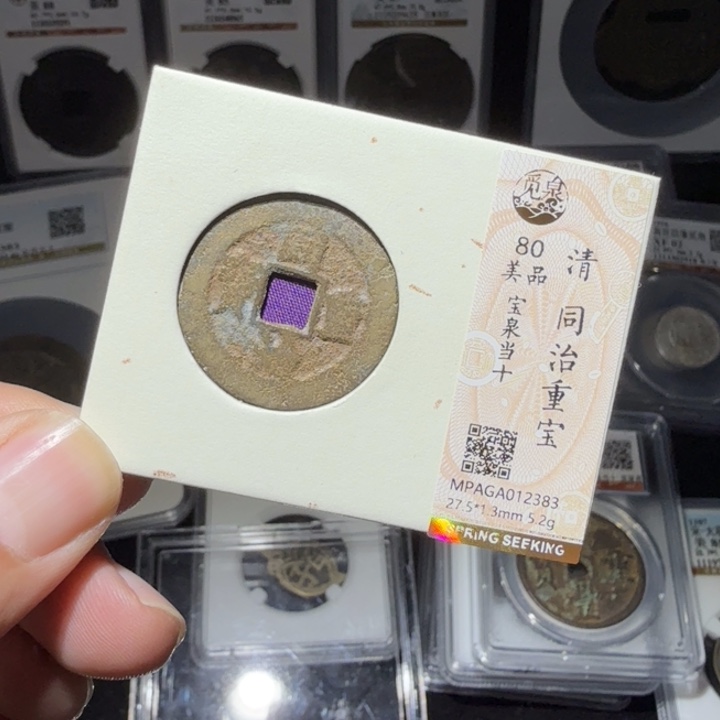 觅泉
80
美品
宝泉当十
清 同治重宝
MPAGA012383
27.5*1.3mm 5.2g
SPRING SEEKING